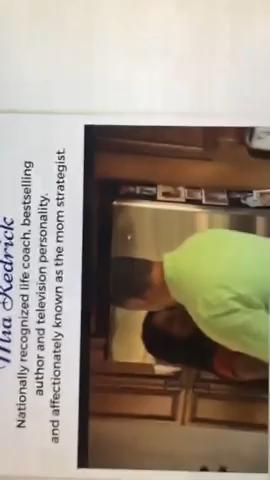 Mia Redrick
Nationally recognized life coach, bestselling
author and television personality.
and affectionately known as the mom strategist.